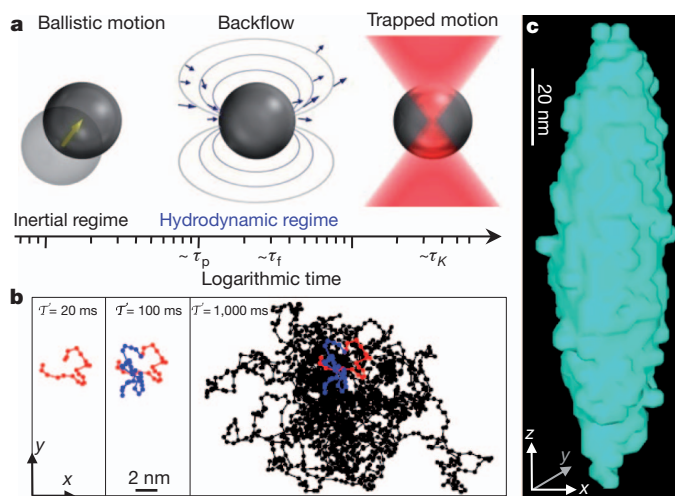 a
Ballistic motion
Backflow
Trapped motion
Inertial regime
Hydrodynamic regime
~ τp
~τf
~τK
Logarithmic time
b
𝒯= 20 ms
𝒯= 100 ms
𝒯= 1,000 ms
y
x
2 nm
c
20 nm
z
y
x